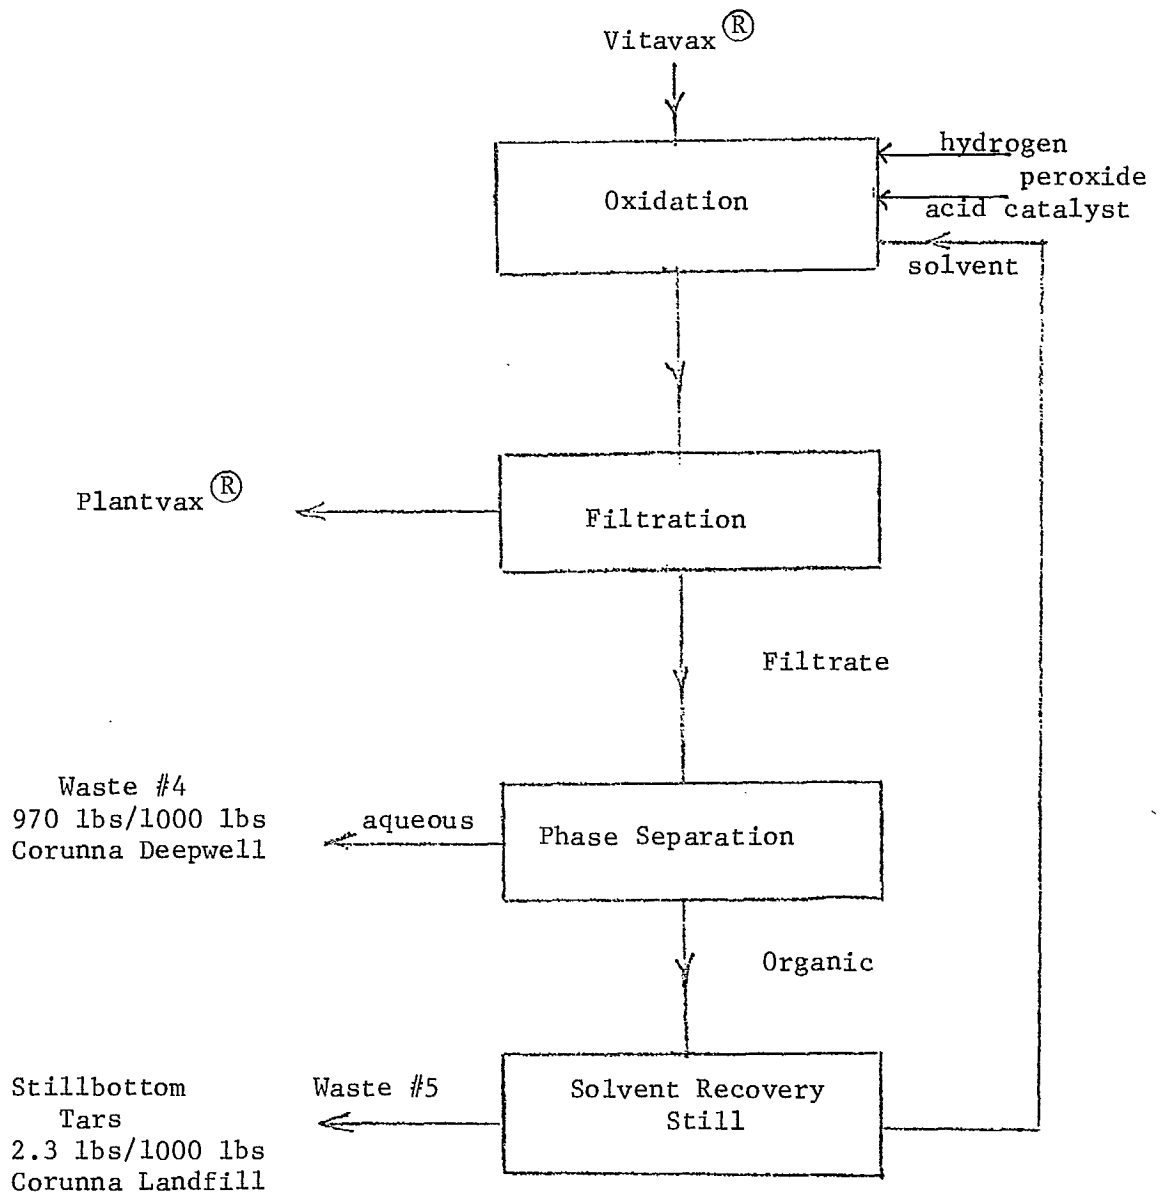 Vitavax®
hydrogen
peroxide
Oxidation
acid catalyst
solvent
Plantvax®
Filtration
Filtrate
Waste #4
970 lbs/1000 lbs
Corunna Deepwell
aqueous
Phase Separation
Organic
Stillbottom
Tars
2.3 lbs/1000 lbs
Corunna Landfill
Waste #5
Solvent Recovery
Still